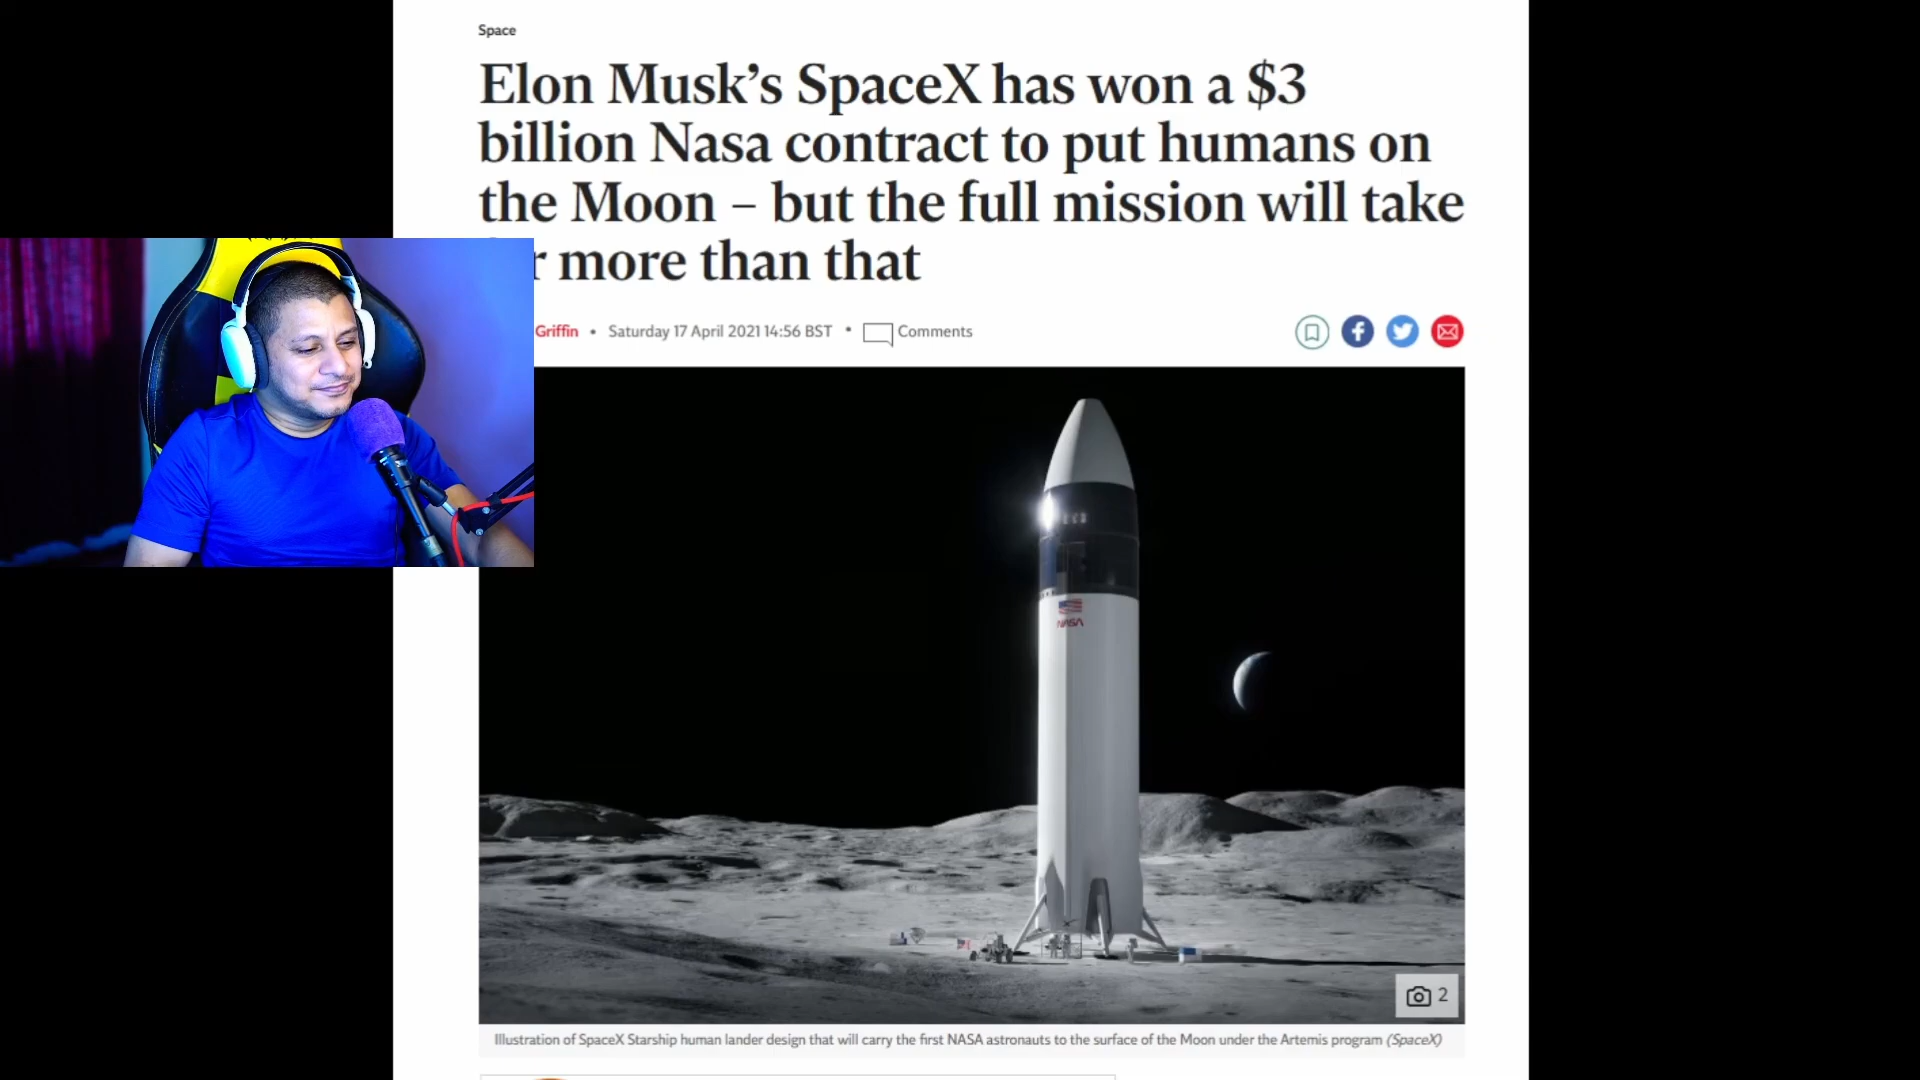 Space
Elon Musk’s SpaceX has won a $3
billion Nasa contract to put humans on
the Moon – but the full mission will take
more than that
Griffin • Saturday 17 April 2021 14:56 BST • Comments
NASA
2
Illustration of SpaceX Starship human lander design that will carry the first NASA astronauts to the surface of the Moon under the Artemis program (SpaceX)